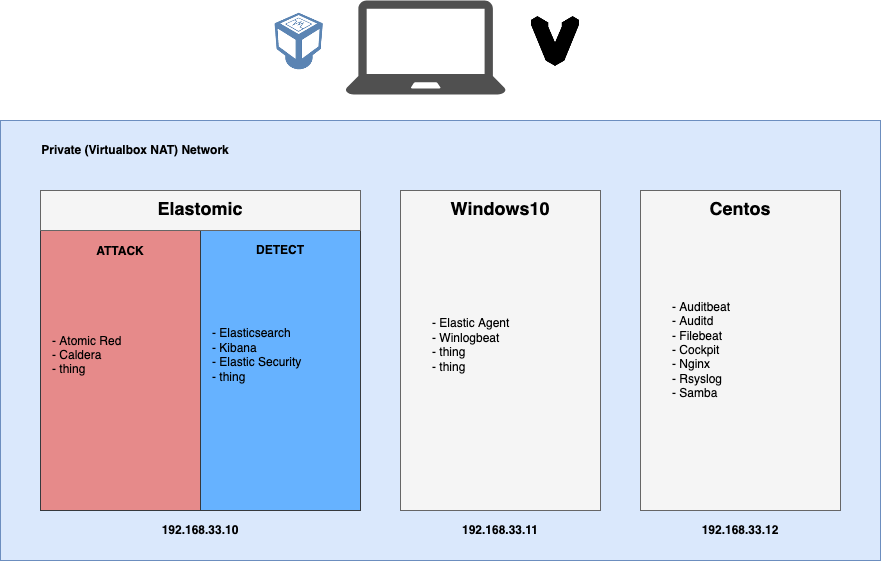 Private (Virtualbox NAT) Network
Elastomic
ATTACK
- Atomic Red
- Caldera
- thing
DETECT
- Elasticsearch
- Kibana
- Elastic Security
- thing
192.168.33.10
Windows10
- Elastic Agent
- Winlogbeat
- thing
- thing
192.168.33.11
Centos
- Auditbeat
- Auditd
- Filebeat
- Cockpit
- Nginx
- Rsyslog
- Samba
192.168.33.12